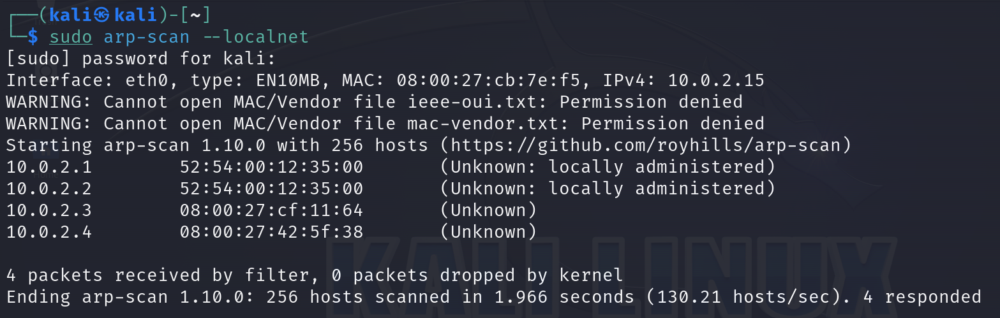 ┌──(kali㉿kali)-[~]
└─$ sudo arp-scan --localnet
[sudo] password for kali:
Interface: eth0, type: EN10MB, MAC: 08:00:27:cb:7e:f5, IPv4: 10.0.2.15
WARNING: Cannot open MAC/Vendor file ieee-oui.txt: Permission denied
WARNING: Cannot open MAC/Vendor file mac-vendor.txt: Permission denied
Starting arp-scan 1.10.0 with 256 hosts (https://github.com/royhills/arp-scan)
10.0.2.1        52:54:00:12:35:00       (Unknown: locally administered)
10.0.2.2        52:54:00:12:35:00       (Unknown: locally administered)
10.0.2.3        08:00:27:cf:11:64       (Unknown)
10.0.2.4        08:00:27:42:5f:38       (Unknown)
KALI LINUX
4 packets received by filter, 0 packets dropped by kernel
Ending arp-scan 1.10.0: 256 hosts scanned in 1.966 seconds (130.21 hosts/sec). 4 responded